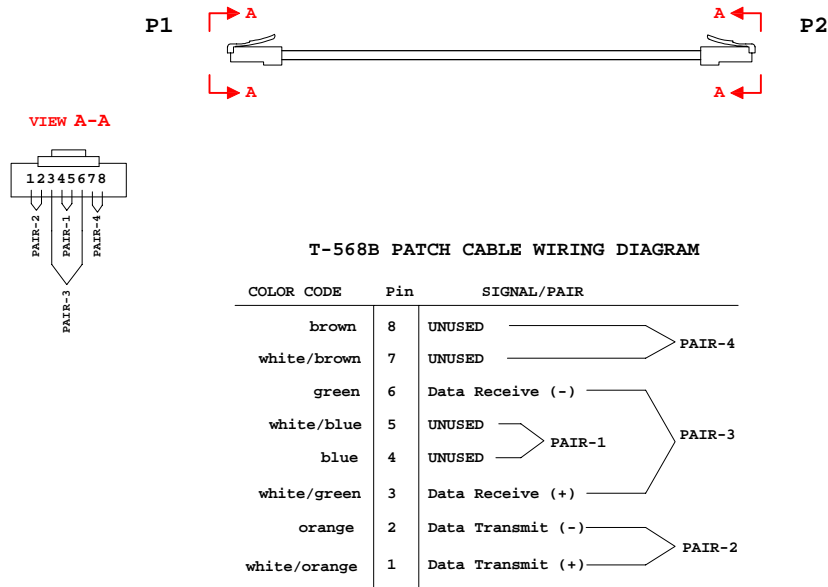 P1 A A P2
A A
VIEW A-A
12345678
PAIR-2 PAIR-1 PAIR-4
PAIR-3
T-568B PATCH CABLE WIRING DIAGRAM
COLOR CODE Pin SIGNAL/PAIR
brown 8 UNUSED
PAIR-4
white/brown 7 UNUSED
green 6 Data Receive (-)
white/blue 5 UNUSED
PAIR-1 PAIR-3
blue 4 UNUSED
white/green 3 Data Receive (+)
orange 2 Data Transmit (-)
PAIR-2
white/orange 1 Data Transmit (+)